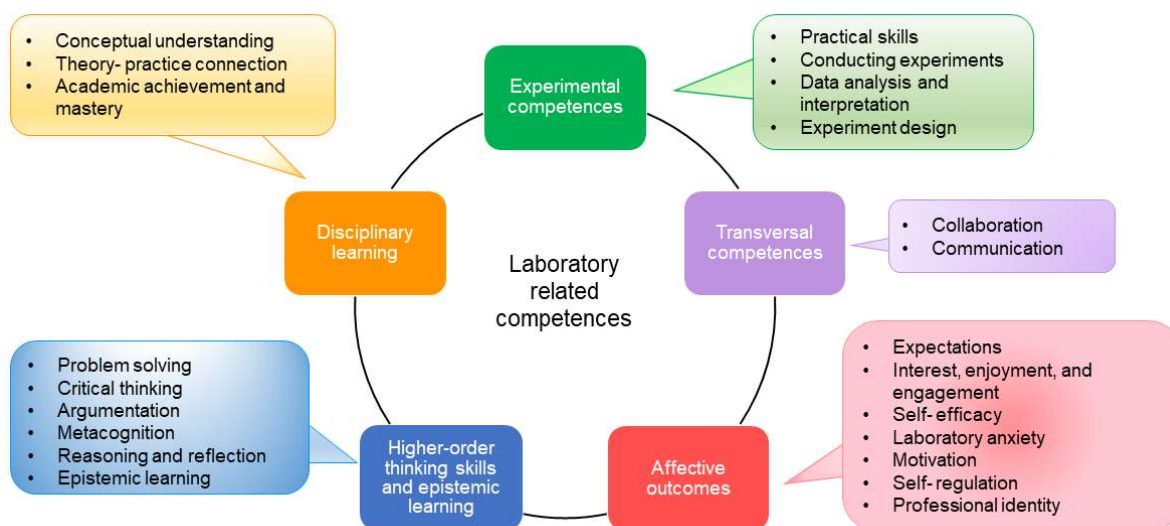 • Conceptual understanding
• Theory- practice connection
• Academic achievement and
mastery
Experimental
competences
• Practical skills
• Conducting experiments
• Data analysis and
interpretation
• Experiment design
Disciplinary
learning
Laboratory
related
competences
Transversal
competences
• Collaboration
• Communication
• Problem solving
• Critical thinking
• Argumentation
• Metacognition
• Reasoning and reflection
• Epistemic learning
Higher-order
thinking skills
and epistemic
learning
Affective
outcomes
• Expectations
• Interest, enjoyment, and
engagement
• Self- efficacy
• Laboratory anxiety
• Motivation
• Self- regulation
• Professional identity